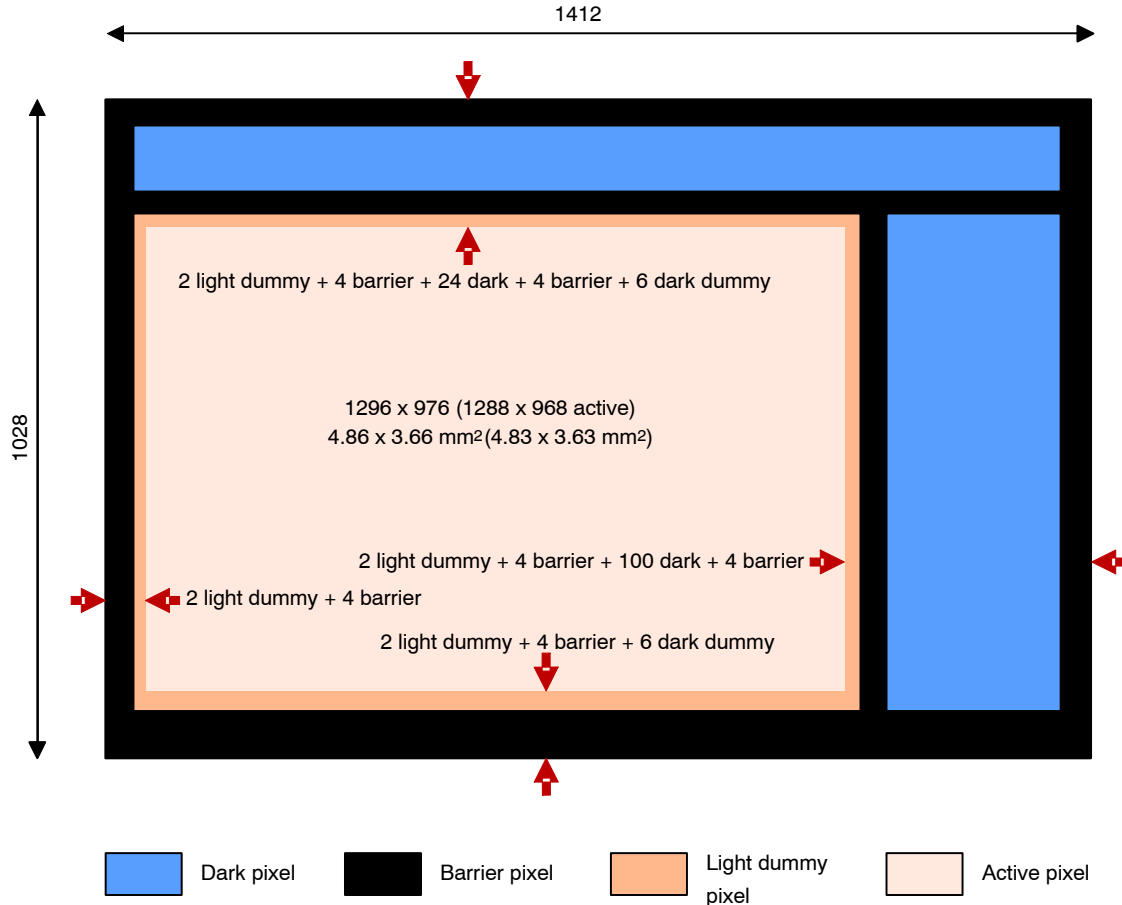 1412
1028
2 light dummy + 4 barrier + 24 dark + 4 barrier + 6 dark dummy
1296 x 976 (1288 x 968 active)
4.86 x 3.66 mm² (4.83 x 3.63 mm²)
2 light dummy + 4 barrier + 100 dark + 4 barrier
2 light dummy + 4 barrier
2 light dummy + 4 barrier + 6 dark dummy
Dark pixel
Barrier pixel
Light dummy
pixel
Active pixel